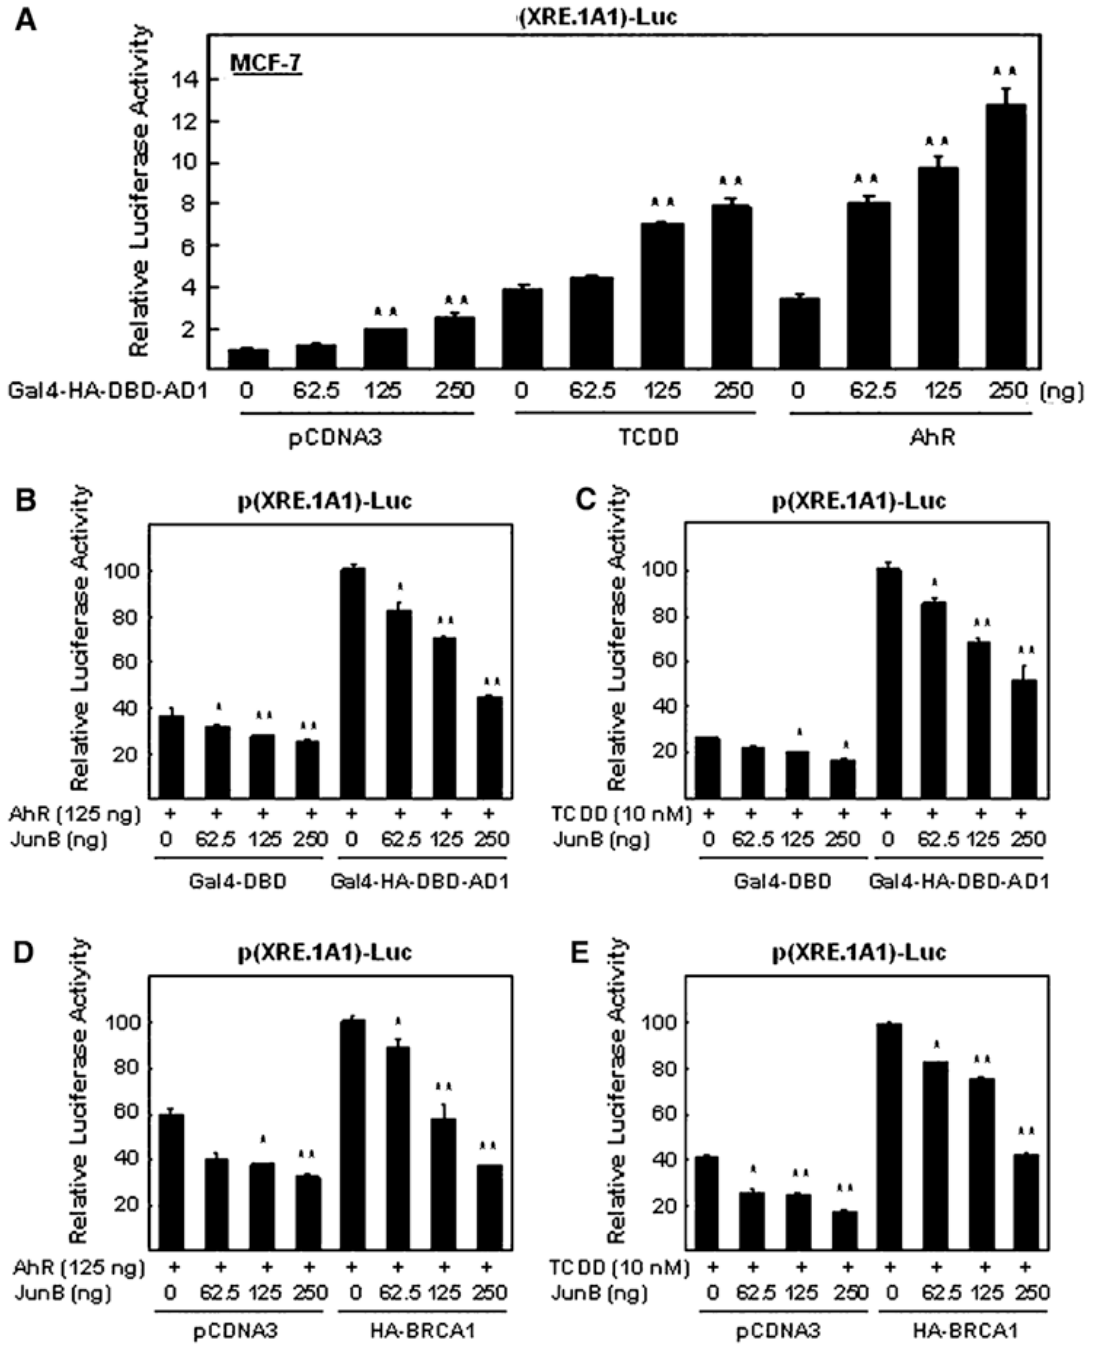 A
p(XRE.1A1)-Luc
Relative Luciferase Activity
MCF-7
14
12
10
8
6
4
2
Gal4-HA-DBD-AD1 0 62.5 125 250 0 62.5 125 250 0 62.5 125 250 (ng)
pCDNA3 TCDD AhR
B
p(XRE.1A1)-Luc
Relative Luciferase Activity
100
80
60
40
20
AhR (125 ng) + + + + + + + +
JunB (ng) 0 62.5 125 250 0 62.5 125 250
Gal4-DBD Gal4-HA-DBD-AD1
C
p(XRE.1A1)-Luc
Relative Luciferase Activity
100
80
60
40
20
TCDD (10 nM) + + + + + + + +
JunB (ng) 0 62.5 125 250 0 62.5 125 250
Gal4-DBD Gal4-HA-DBD-AD1
D
p(XRE.1A1)-Luc
Relative Luciferase Activity
100
80
60
40
20
AhR (125 ng) + + + + + + + +
JunB (ng) 0 62.5 125 250 0 62.5 125 250
pCDNA3 HA-BRCA1
E
p(XRE.1A1)-Luc
Relative Luciferase Activity
100
80
60
40
20
TCDD (10 nM) + + + + + + + +
JunB (ng) 0 62.5 125 250 0 62.5 125 250
pCDNA3 HA-BRCA1